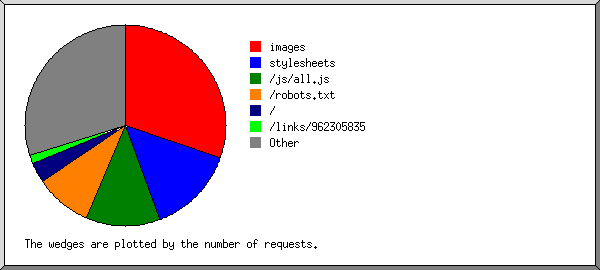 images
stylesheets
/js/all.js
/robots.txt
/
/links/962305835
Other
The wedges are plotted by the number of requests.